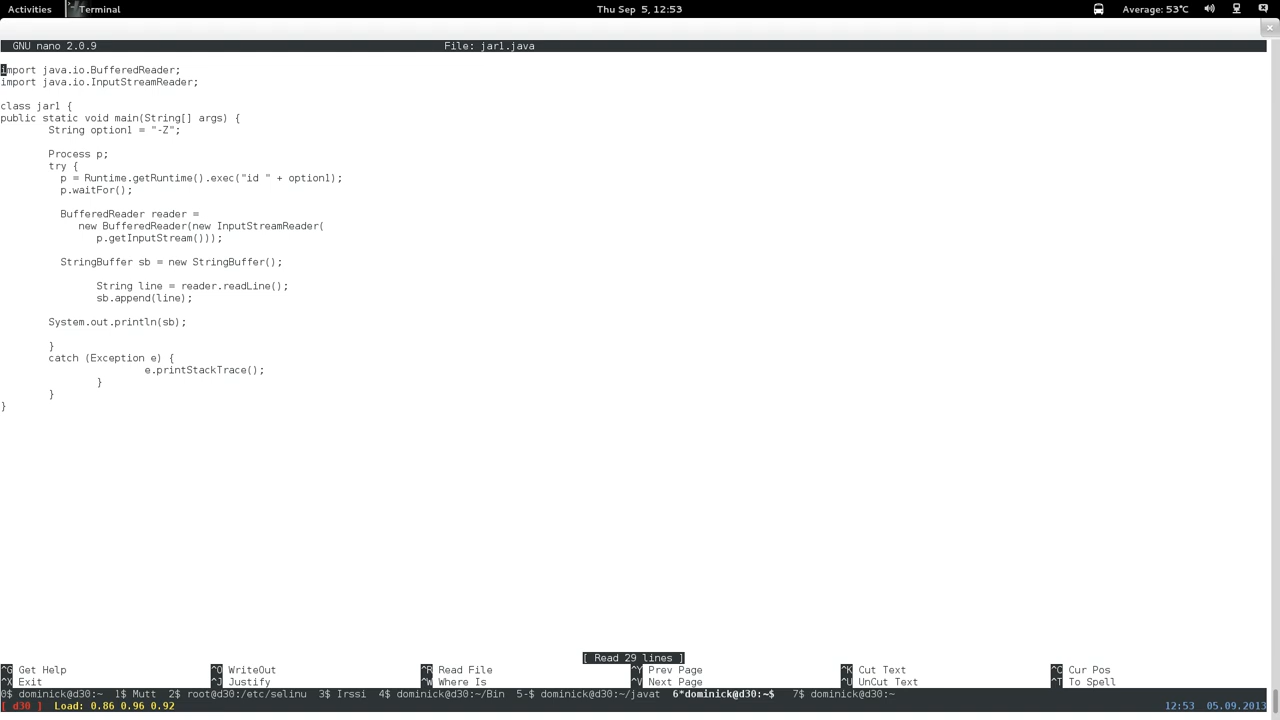 Activities Terminal Thu Sep 5, 12:53 Average: 53°C
GNU nano 2.0.9 File: jar1.java
import java.io.BufferedReader;
import java.io.InputStreamReader;
class jar1 {
public static void main(String[] args) {
String option1 = "-Z";
Process p;
try {
p = Runtime.getRuntime().exec("id " + option1);
p.waitFor();
BufferedReader reader =
new BufferedReader(new InputStreamReader(
p.getInputStream()));
StringBuffer sb = new StringBuffer();
String line = reader.readLine();
sb.append(line);
System.out.println(sb);
}
catch (Exception e) {
e.printStackTrace();
}
}
}
[ Read 29 lines ]
^G Get Help ^O WriteOut ^R Read File ^Y Prev Page ^K Cut Text ^C Cur Pos
^X Exit ^J Justify ^W Where Is ^V Next Page ^U UnCut Text ^T To Spell
0$ dominick@d30:~ 1$ Mutt 2$ root@d30:/etc/selinu 3$ Irssi 4$ dominick@d30:~/Bin 5-$ dominick@d30:~/javat 6*dominick@d30:~$ 7$ dominick@d30:~
[ d30 ] Load: 0.86 0.96 0.92 12:53 05.09.2013